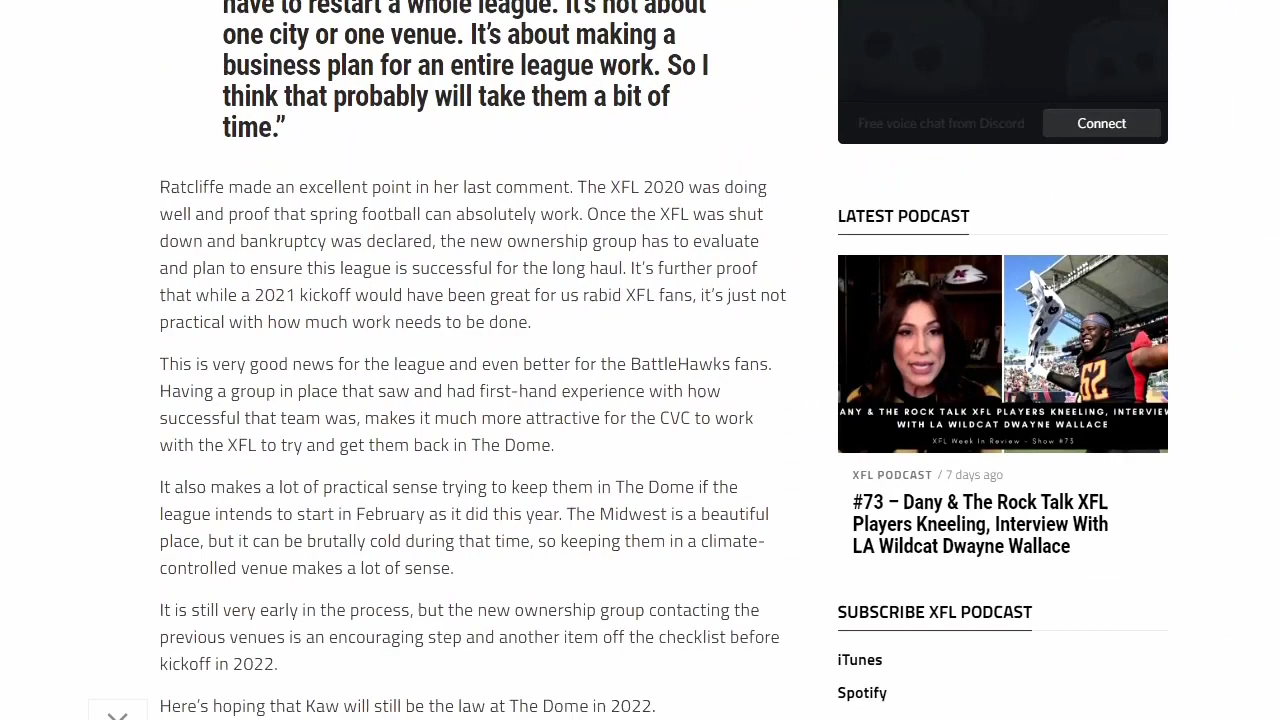 have to restart a whole league. It's not about
one city or one venue. It’s about making a
business plan for an entire league work. So I
think that probably will take them a bit of
time.”
Ratcliffe made an excellent point in her last comment. The XFL 2020 was doing
well and proof that spring football can absolutely work. Once the XFL was shut
down and bankruptcy was declared, the new ownership group has to evaluate
and plan to ensure this league is successful for the long haul. It’s further proof
that while a 2021 kickoff would have been great for us rabid XFL fans, it’s just not
practical with how much work needs to be done.
This is very good news for the league and even better for the BattleHawks fans.
Having a group in place that saw and had first-hand experience with how
successful that team was, makes it much more attractive for the CVC to work
with the XFL to try and get them back in The Dome.
It also makes a lot of practical sense trying to keep them in The Dome if the
league intends to start in February as it did this year. The Midwest is a beautiful
place, but it can be brutally cold during that time, so keeping them in a climate-
controlled venue makes a lot of sense.
It is still very early in the process, but the new ownership group contacting the
previous venues is an encouraging step and another item off the checklist before
kickoff in 2022.
Here’s hoping that Kaw will still be the law at The Dome in 2022.
Free voice chat from Discord
Connect
LATEST PODCAST
62
ANY & THE ROCK TALK XFL PLAYERS KNEELING, INTERVIEW
WITH LA WILDCAT DWAYNE WALLACE
XFL Week In Review - Show #73
XFL PODCAST / 7 days ago
#73 – Dany & The Rock Talk XFL
Players Kneeling, Interview With
LA Wildcat Dwayne Wallace
SUBSCRIBE XFL PODCAST
iTunes
Spotify